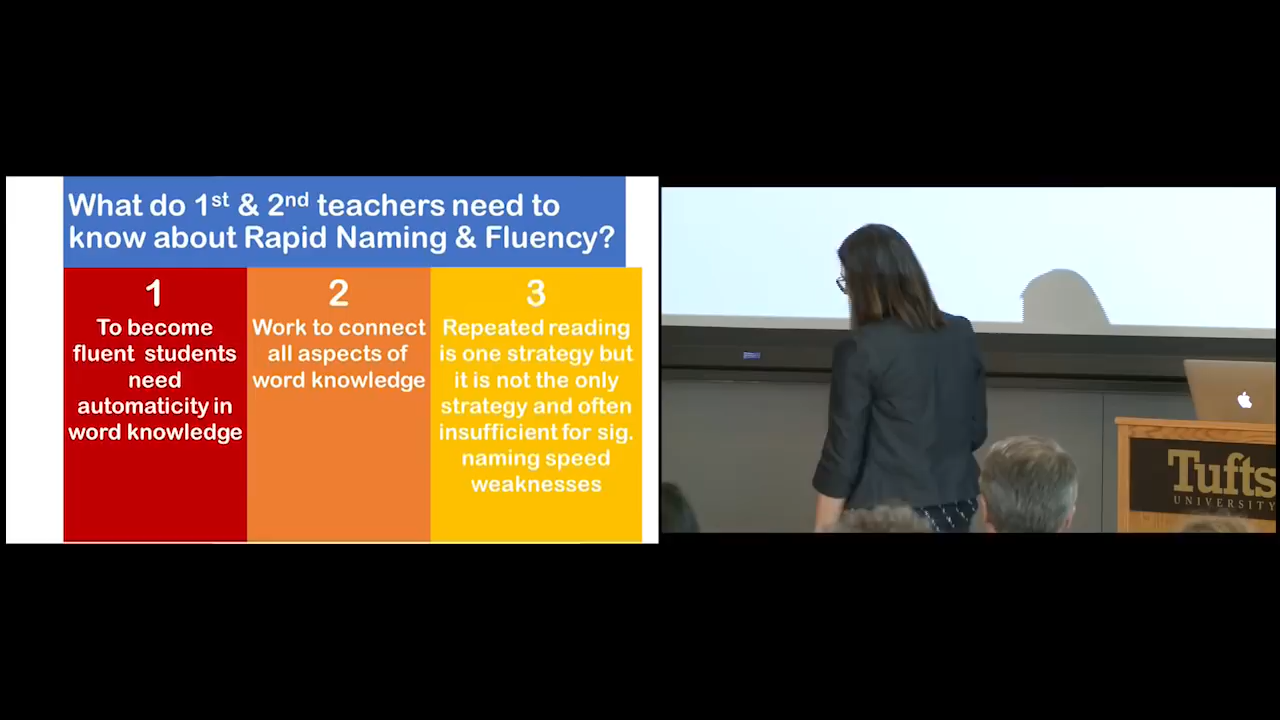 What do 1st & 2nd teachers need to
know about Rapid Naming & Fluency?
1
To become
fluent students
need
automaticity in
word knowledge
2
Work to connect
all aspects of
word knowledge
3
Repeated reading
is one strategy but
it is not the only
strategy and often
insufficient for sig.
naming speed
weaknesses
Tufts
UNIVERSITY